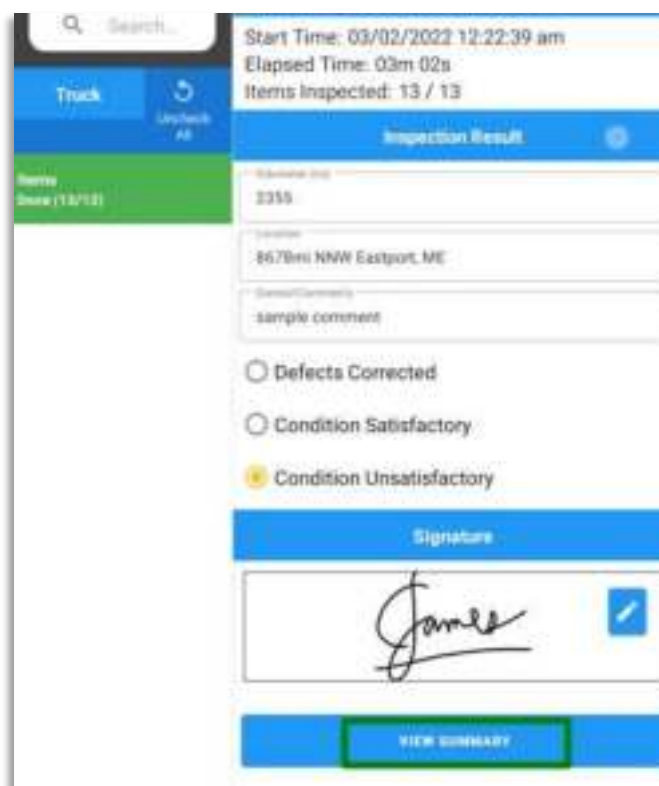 Search...
Truck
Uncheck
All
Items
Done (13/13)
Start Time: 03/02/2022 12:22:39 am
Elapsed Time: 03m 02s
Items Inspected: 13 / 13
Inspection Result
2355
Location
8678mi NNW Eastport, ME
sample comment
Defects Corrected
Condition Satisfactory
Condition Unsatisfactory
Signature
James
VIEW SUMMARY